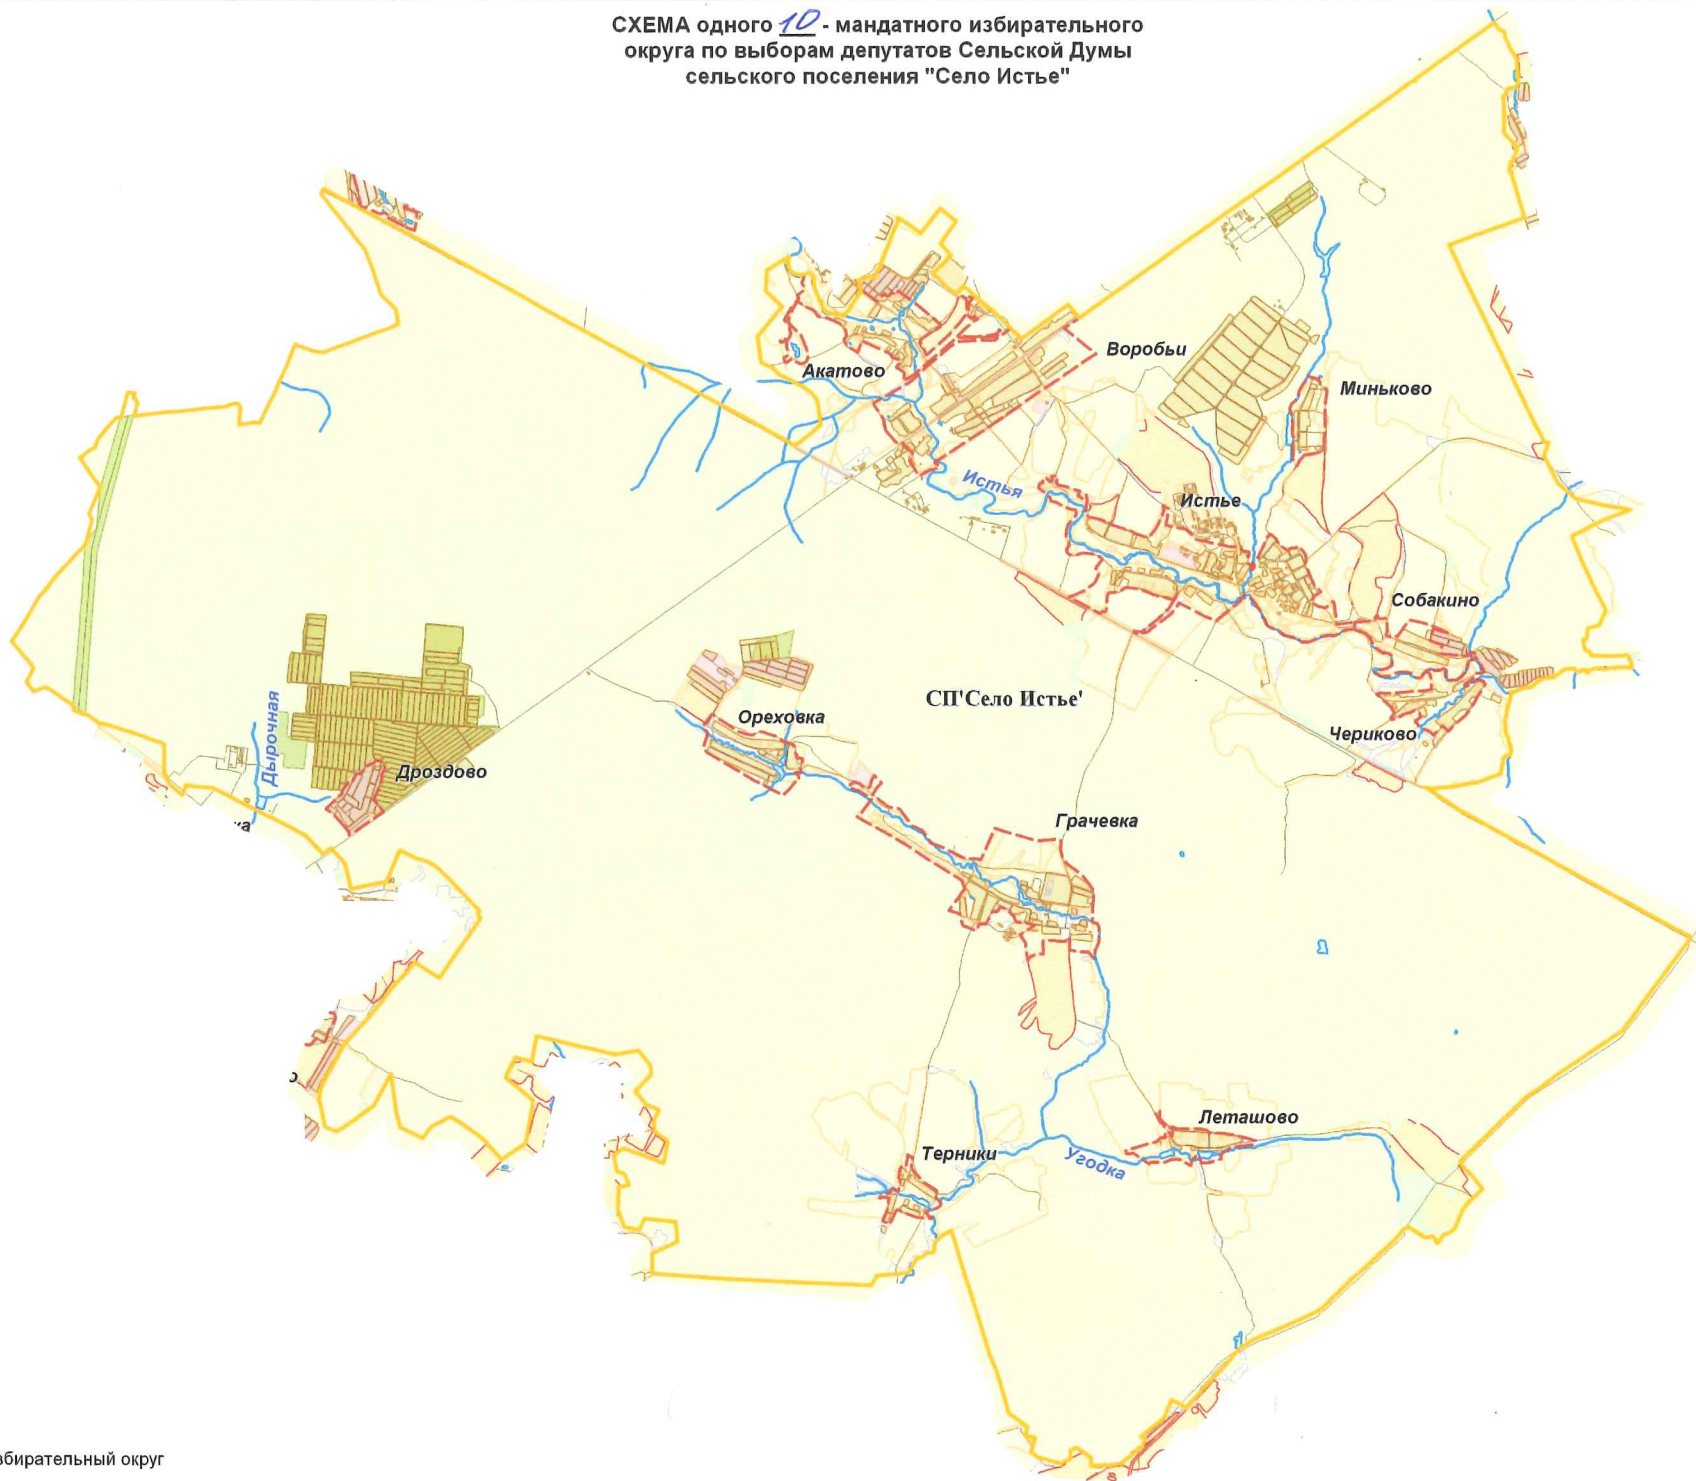 СХЕМА одного 10 - мандатного избирательного
округа по выборам депутатов Сельской Думы
сельского поселения "Село Истье"
Воробьи
Акатово
Миньково
Истья
Истье
Собакино
СП'Село Истье'
Ореховка
Чериково
Дырочная
Дроздово
Грачевка
Леташово
Терники
Угодка
збирательный округ